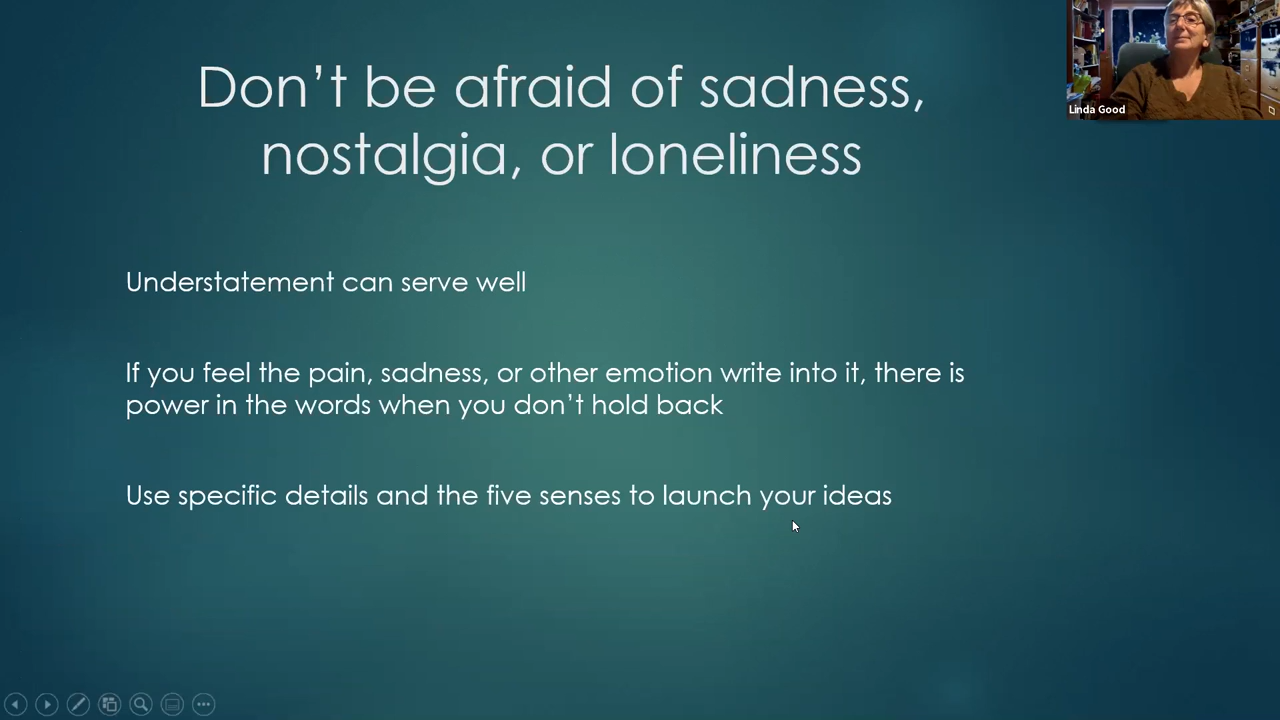 Don't be afraid of sadness,
nostalgia, or loneliness
Linda Good
Understatement can serve well
If you feel the pain, sadness, or other emotion write into it, there is
power in the words when you don't hold back
Use specific details and the five senses to launch your ideas